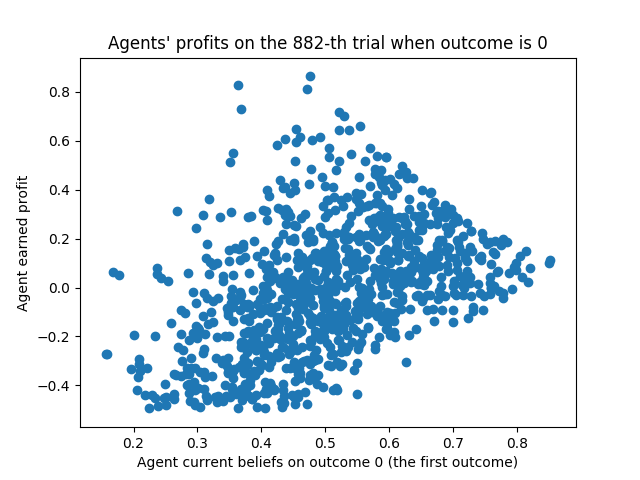 Agents' profits on the 882-th trial when outcome is 0
0.8
0.6
0.4
0.2
0.0
−0.2
−0.4
Agent earned profit
0.2 0.3 0.4 0.5 0.6 0.7 0.8
Agent current beliefs on outcome 0 (the first outcome)